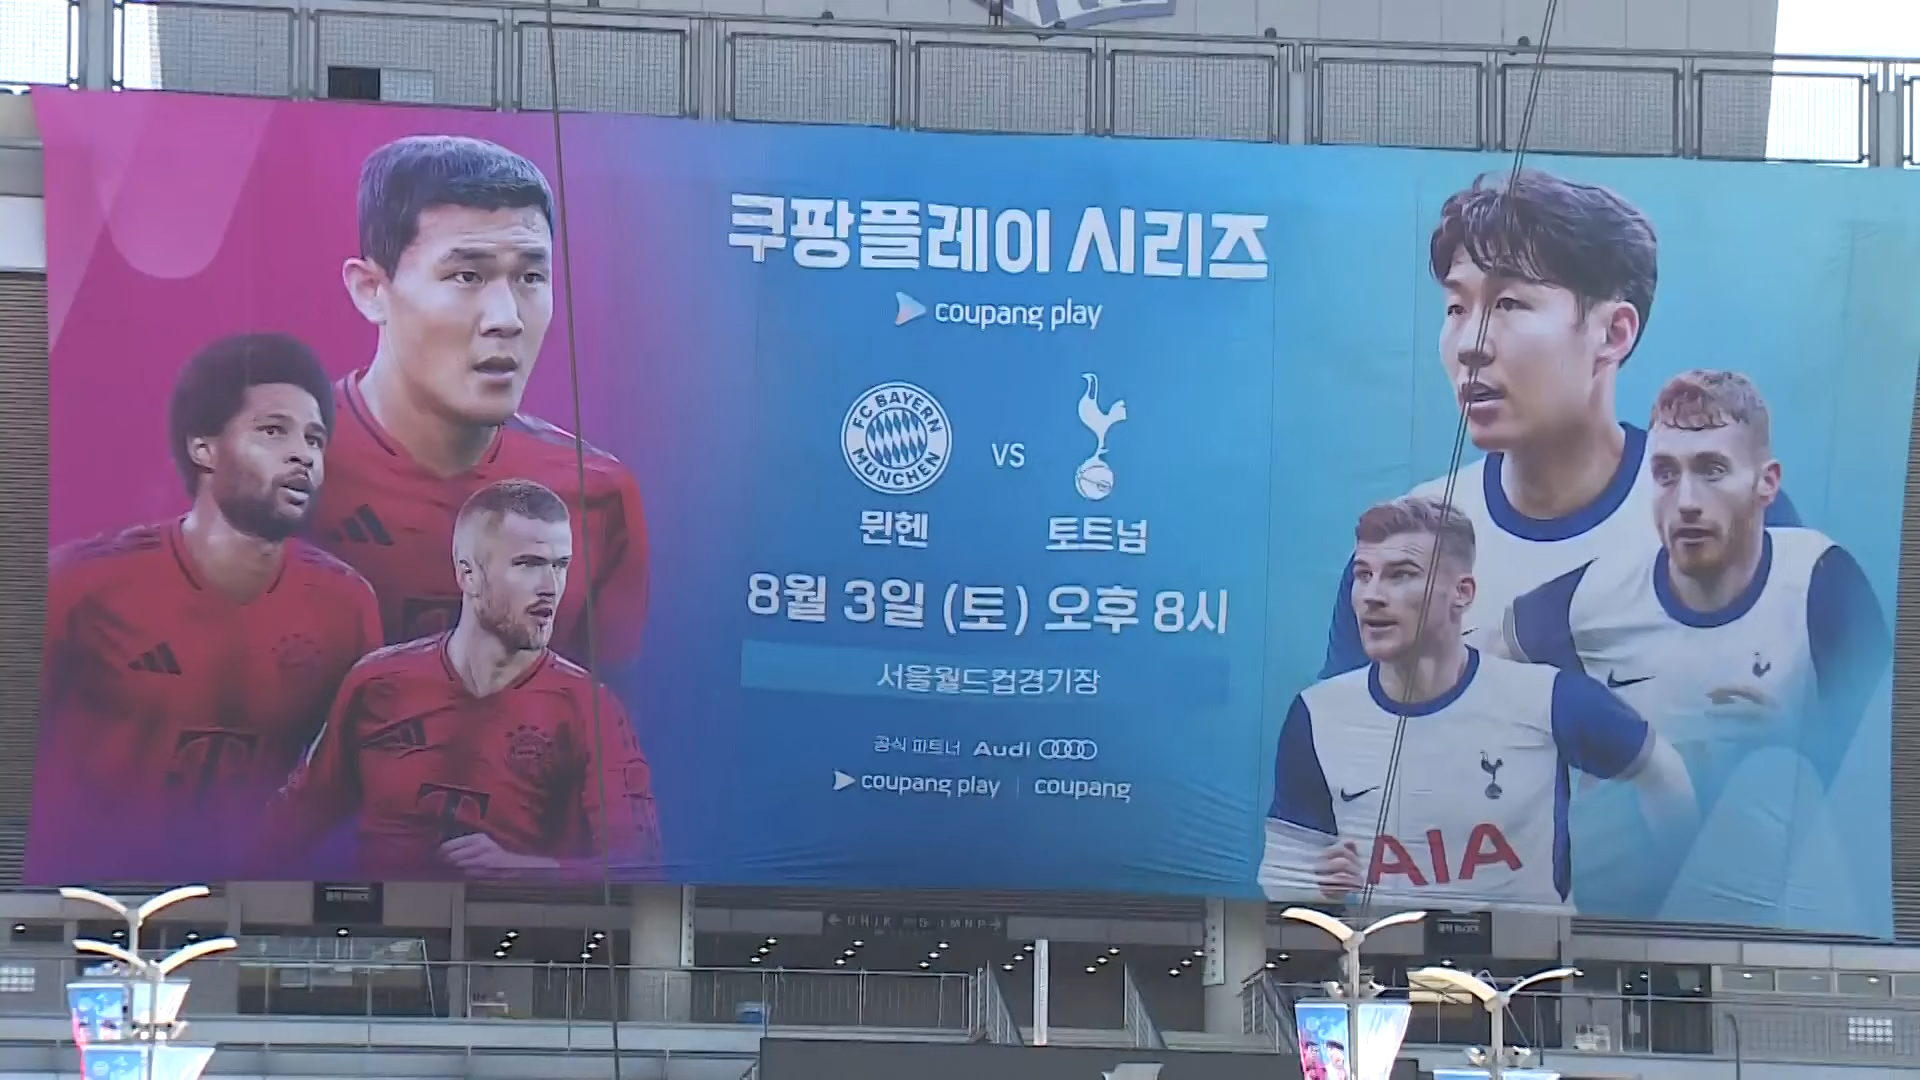 쿠팡플레이 시리즈
coupang play
FC BAYERN MÜNCHEN
vs
뮌헨
토트넘
8월 3일 (토) 오후 8시
서울월드컵경기장
공식 파트너 Audi
coupang play | coupang
T
T
AIA